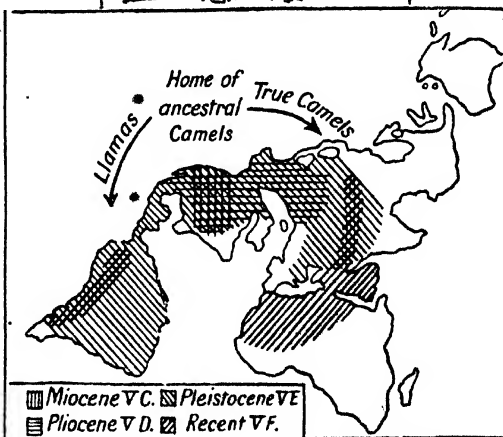 Home of
ancestral
Camels
True Camels
Llamas
Miocene ∇ C. Pleistocene ∇ E
Pliocene ∇ D. Recent ∇ F.